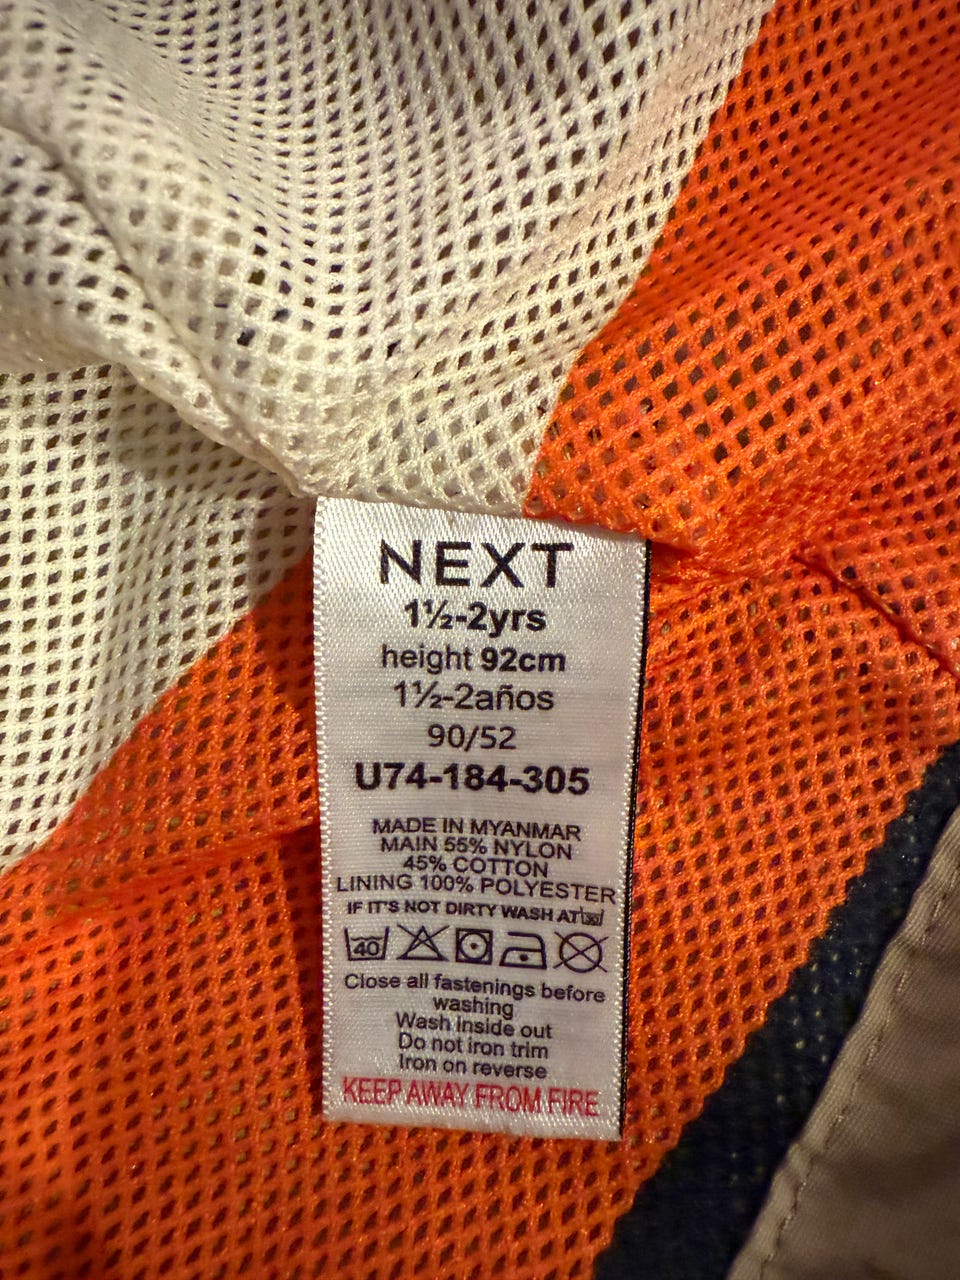 NEXT
1½-2yrs
height 92cm
1½-2años
90/52
U74-184-305
MADE IN MYANMAR
MAIN 55% NYLON
45% COTTON
LINING 100% POLYESTER
IF IT'S NOT DIRTY WASH AT
40
Close all fastenings before
washing
Wash inside out
Do not iron trim
Iron on reverse
KEEP AWAY FROM FIRE